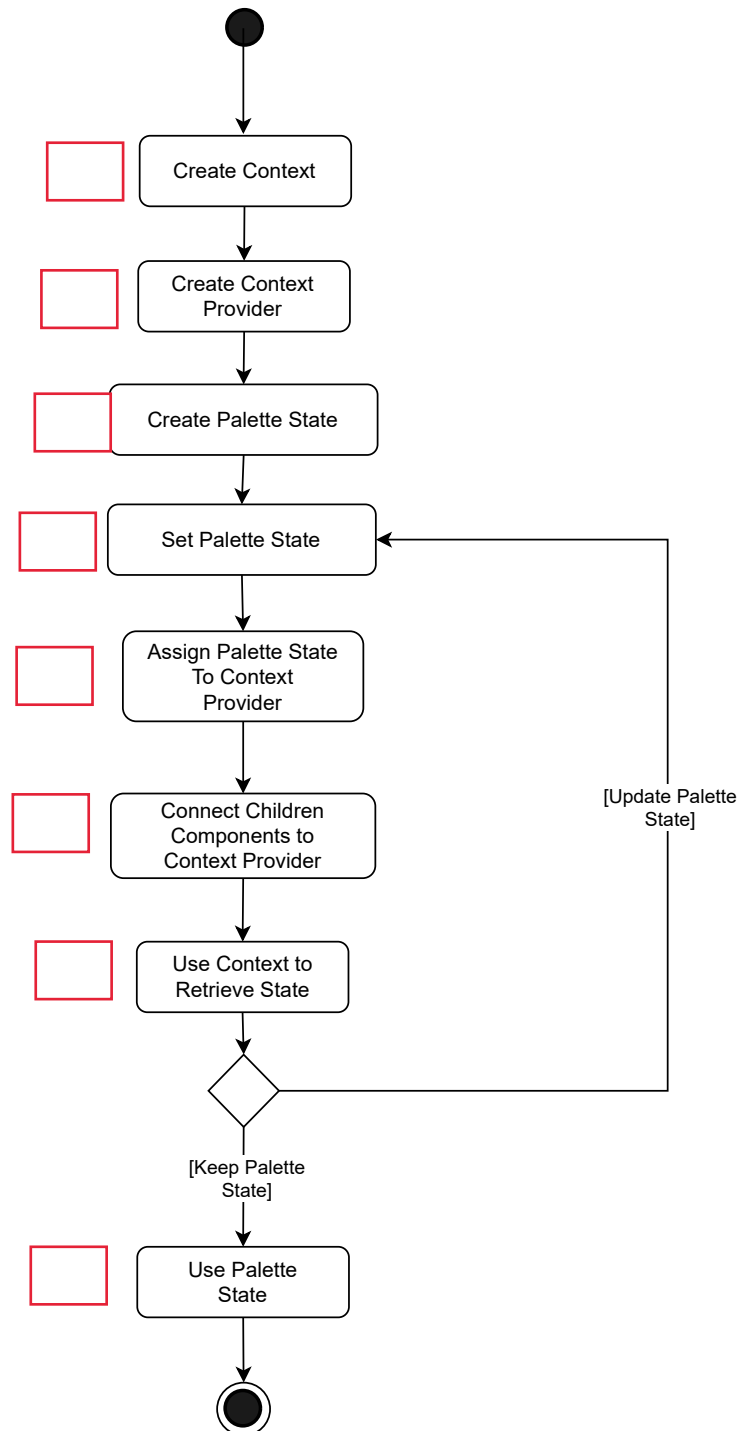 Create Context
Create Context
Provider
Create Palette State
Set Palette State
Assign Palette State
To Context
Provider
[Update Palette
State]
Connect Children
Components to
Context Provider
Use Context to
Retrieve State
[Keep Palette
State]
Use Palette
State